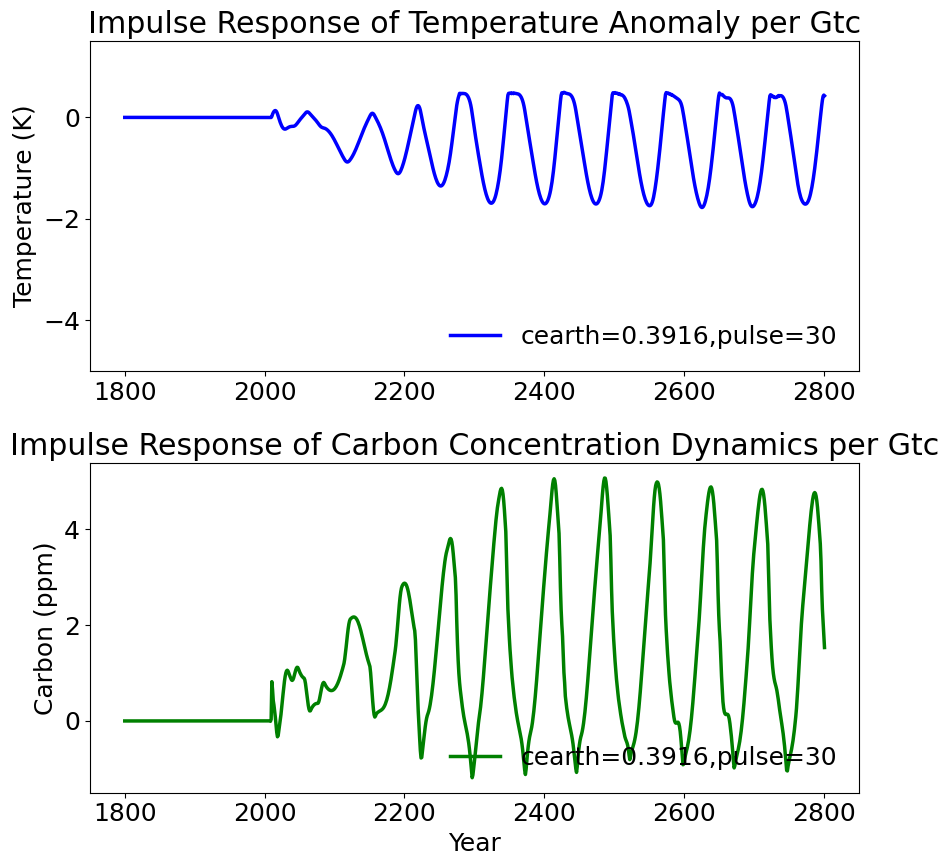 Impulse Response of Temperature Anomaly per Gtc
Temperature (K)
0
−2
−4
cearth=0.3916,pulse=30
1800 2000 2200 2400 2600 2800
Impulse Response of Carbon Concentration Dynamics per Gtc
Carbon (ppm)
4
2
0
cearth=0.3916,pulse=30
1800 2000 2200 2400 2600 2800
Year